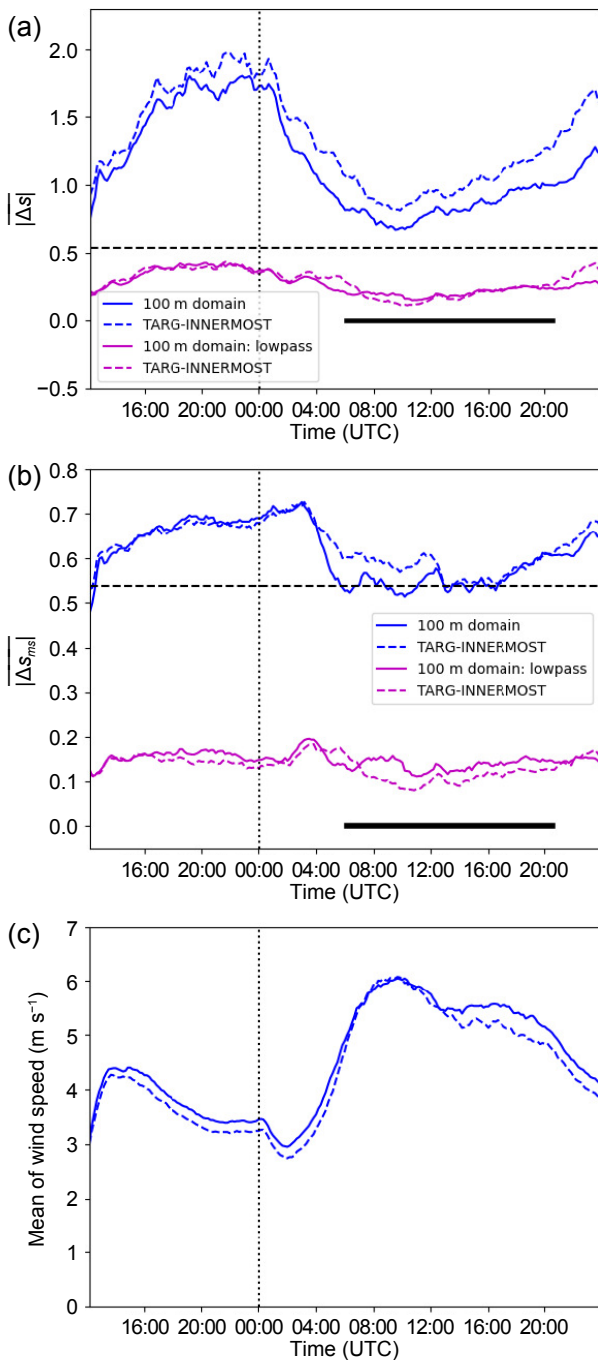 (a)
2.0
1.5
1.0
0.5
0.0
−0.5
|Δs|
100 m domain
TARG-INNERMOST
100 m domain: lowpass
TARG-INNERMOST
16:00 20:00 00:00 04:00 08:00 12:00 16:00 20:00
Time (UTC)
(b)
0.8
0.7
0.6
0.5
0.4
0.3
0.2
0.1
0.0
|Δsms|
100 m domain
TARG-INNERMOST
100 m domain: lowpass
TARG-INNERMOST
16:00 20:00 00:00 04:00 08:00 12:00 16:00 20:00
Time (UTC)
(c)
7
6
5
4
3
2
1
0
Mean of wind speed (m s⁻¹)
16:00 20:00 00:00 04:00 08:00 12:00 16:00 20:00
Time (UTC)